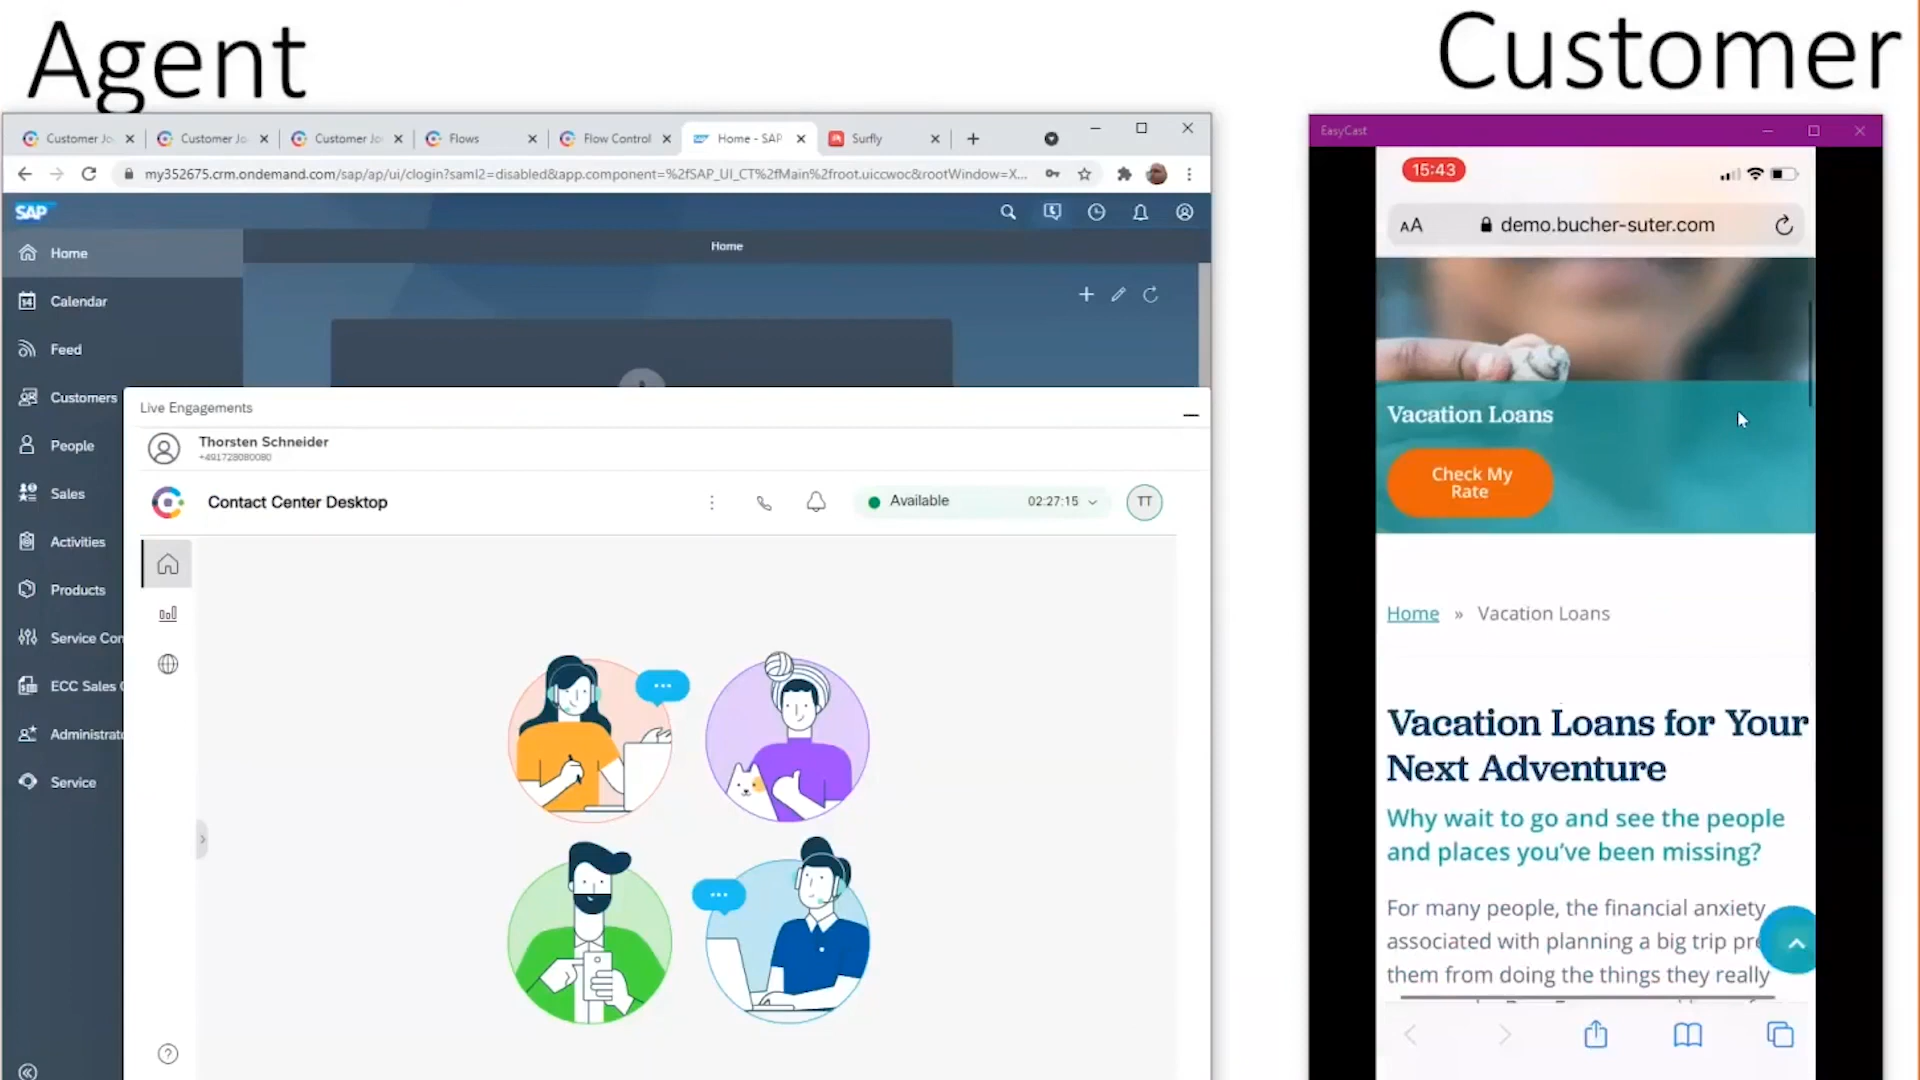 Agent
Customer
Customer Jo
Customer Jo
Customer Jo
Flows
Flow Control
Home - SAP
Surfly
my352675.crm.ondemand.com/sap/ap/ui/clogin?saml2=disabled&app.component=%2fSAP_UI_CT%2fMain%2froot.uiccwoc&rootWindow=X...
SAP
Home
Home
Calendar
Feed
Customers
People
Sales
Activities
Products
Service Con
ECC Sales
Administrat
Service
Live Engagements
Thorsten Schneider
+491728080080
Contact Center Desktop
Available
02:27:15
TT
EasyCast
15:43
AA
demo.bucher-suter.com
Vacation Loans
Check My
Rate
Home » Vacation Loans
Vacation Loans for Your
Next Adventure
Why wait to go and see the people
and places you've been missing?
For many people, the financial anxiety
associated with planning a big trip pre
them from doing the things they really